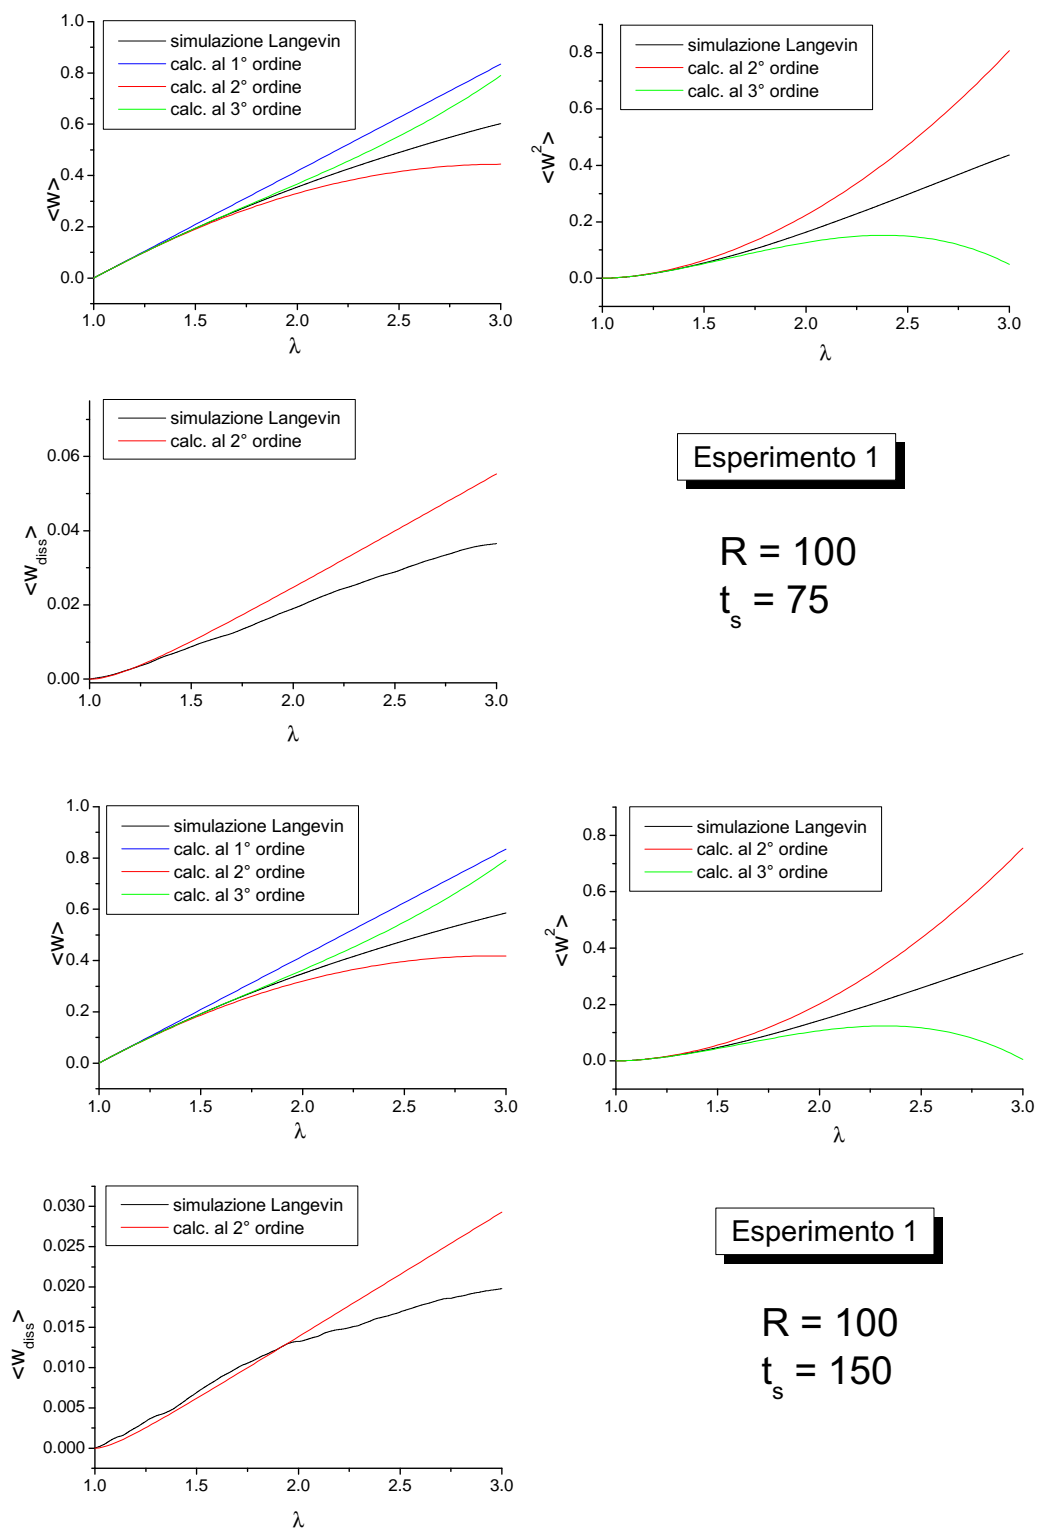 simulazione Langevin
calc. al 1° ordine
calc. al 2° ordine
calc. al 3° ordine
<W>
1.0
0.8
0.6
0.4
0.2
0.0
1.0 1.5 2.0 2.5 3.0
λ
simulazione Langevin
calc. al 2° ordine
calc. al 3° ordine
<W²>
0.8
0.6
0.4
0.2
0.0
1.0 1.5 2.0 2.5 3.0
λ
simulazione Langevin
calc. al 2° ordine
<W_diss>
0.06
0.04
0.02
0.00
1.0 1.5 2.0 2.5 3.0
λ
Esperimento 1
R = 100
t_s = 75
simulazione Langevin
calc. al 1° ordine
calc. al 2° ordine
calc. al 3° ordine
<W>
1.0
0.8
0.6
0.4
0.2
0.0
1.0 1.5 2.0 2.5 3.0
λ
simulazione Langevin
calc. al 2° ordine
calc. al 3° ordine
<W²>
0.8
0.6
0.4
0.2
0.0
1.0 1.5 2.0 2.5 3.0
λ
simulazione Langevin
calc. al 2° ordine
<W_diss>
0.030
0.025
0.020
0.015
0.010
0.005
0.000
1.0 1.5 2.0 2.5 3.0
λ
Esperimento 1
R = 100
t_s = 150